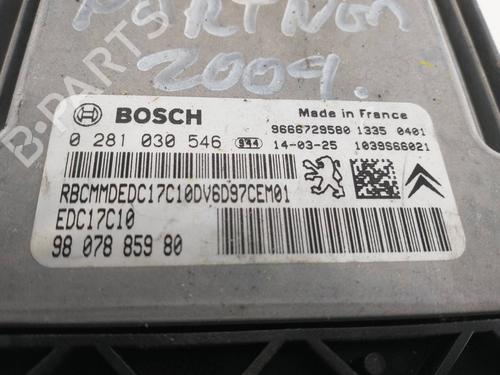 PARTNER
2009.
BOSCH
Made in France
0 281 030 546 944
9666729580 1335 0401
14-03-25 1039S66021
RBCMMDEDC17C10DV6D97CEM01
EDC17C10
98 078 859 80
B-PARTS